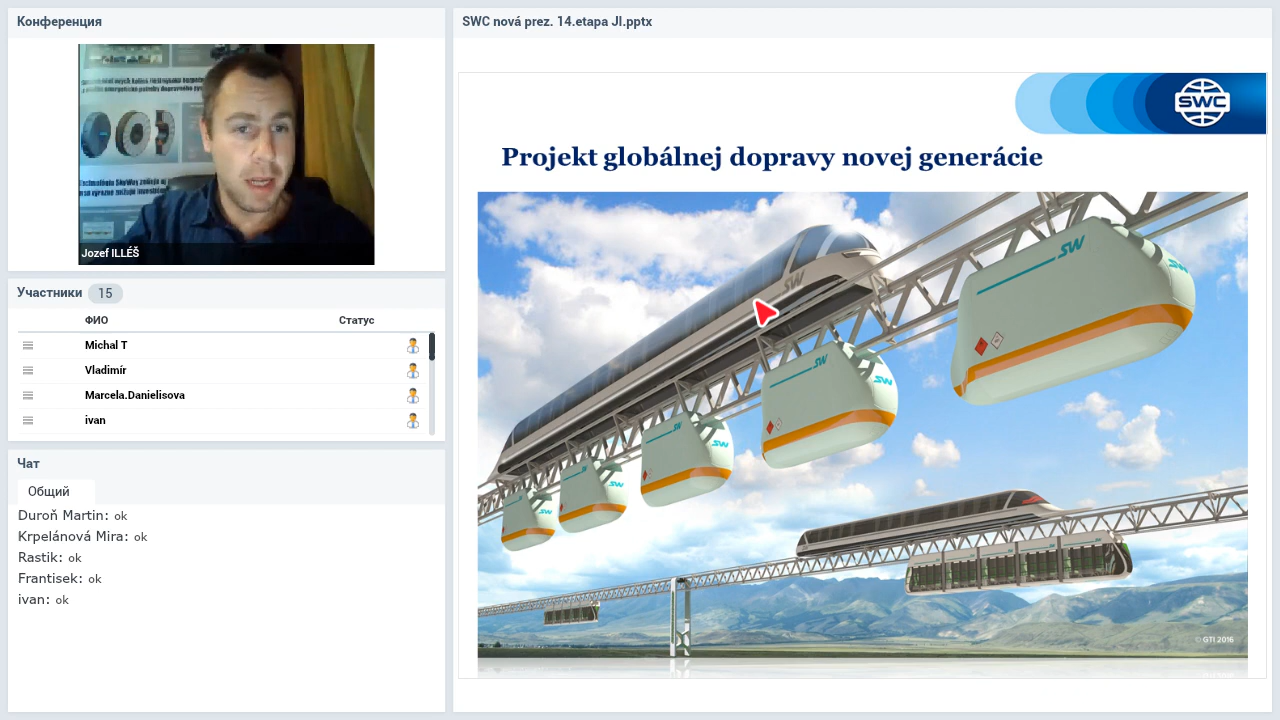 Конференция
Jozef ILLÉŠ
Участники 15
ФИО Статус
Michal T
Vladimír
Marcela.Danielisova
ivan
Чат
Общий
Duroň Martin: ok
Krpelánová Mira: ok
Rastik: ok
Frantisek: ok
ivan: ok
SWC nová prez. 14.etapa JI.pptx
SWC
Projekt globálnej dopravy novej generácie
SW
SW
SW
SW
SW
SW
SW
© GTI 2016